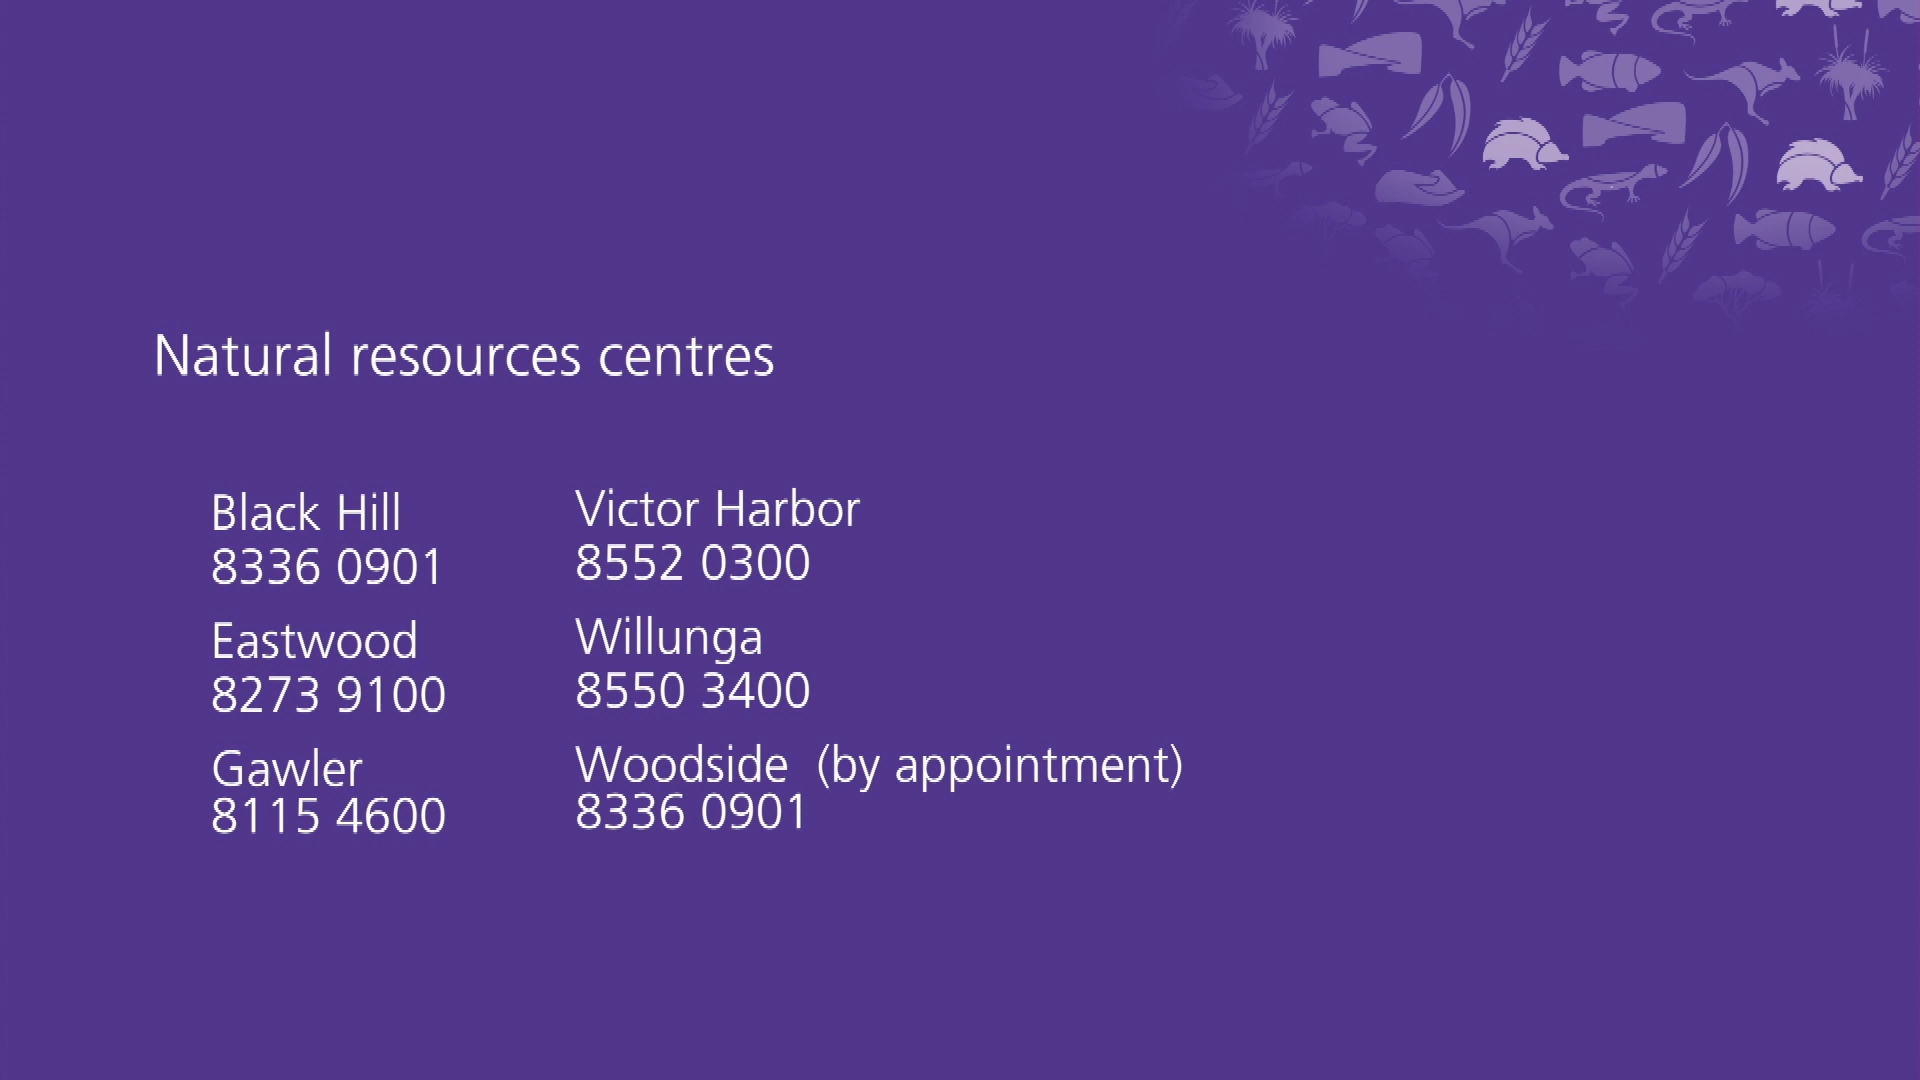 Natural resources centres
Black Hill
8336 0901
Eastwood
8273 9100
Gawler
8115 4600
Victor Harbor
8552 0300
Willunga
8550 3400
Woodside  (by appointment)
8336 0901